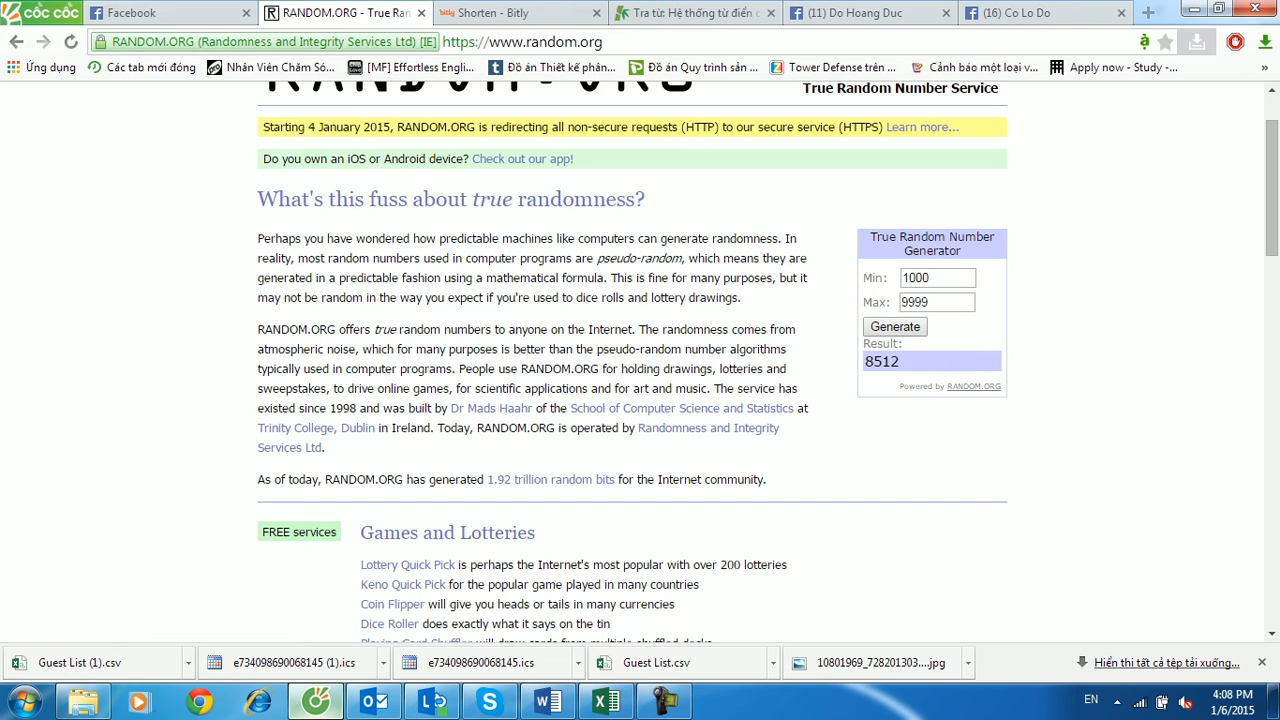 CỐC CỐC
Facebook
RANDOM.ORG - True Ran
bitly Shorten - Bitly
Tra từ: Hệ thống từ điển c
(11) Do Hoang Duc
(16) Co Lo Do
RANDOM.ORG (Randomness and Integrity Services Ltd) [IE]
https://www.random.org
Ứng dụng
Các tab mới đóng
Nhân Viên Chăm Só...
[MF] Effortless Engli...
Đồ án Thiết kế phân...
Đồ án Quy trình sản ...
Tower Defense trên ...
Cảnh báo một loại v...
Apply now - Study -...
RANDOM.ORG
True Random Number Service
Starting 4 January 2015, RANDOM.ORG is redirecting all non-secure requests (HTTP) to our secure service (HTTPS) Learn more...
Do you own an iOS or Android device? Check out our app!
What's this fuss about true randomness?
Perhaps you have wondered how predictable machines like computers can generate randomness. In
reality, most random numbers used in computer programs are pseudo-random, which means they are
generated in a predictable fashion using a mathematical formula. This is fine for many purposes, but it
may not be random in the way you expect if you're used to dice rolls and lottery drawings.
RANDOM.ORG offers true random numbers to anyone on the Internet. The randomness comes from
atmospheric noise, which for many purposes is better than the pseudo-random number algorithms
typically used in computer programs. People use RANDOM.ORG for holding drawings, lotteries and
sweepstakes, to drive online games, for scientific applications and for art and music. The service has
existed since 1998 and was built by Dr Mads Haahr of the School of Computer Science and Statistics at
Trinity College, Dublin in Ireland. Today, RANDOM.ORG is operated by Randomness and Integrity
Services Ltd.
As of today, RANDOM.ORG has generated 1.92 trillion random bits for the Internet community.
True Random Number
Generator
Min: 1000
Max: 9999
Generate
Result:
8512
Powered by RANDOM.ORG
FREE services
Games and Lotteries
Lottery Quick Pick is perhaps the Internet's most popular with over 200 lotteries
Keno Quick Pick for the popular game played in many countries
Coin Flipper will give you heads or tails in many currencies
Dice Roller does exactly what it says on the tin
Playing Card Shuffler will draw cards from multiple shuffled decks
Guest List (1).csv
e734098690068145 (1).ics
e734098690068145.ics
Guest List.csv
10801969_728201303....jpg
Hiển thị tất cả tệp tải xuống...
EN
4:08 PM
1/6/2015